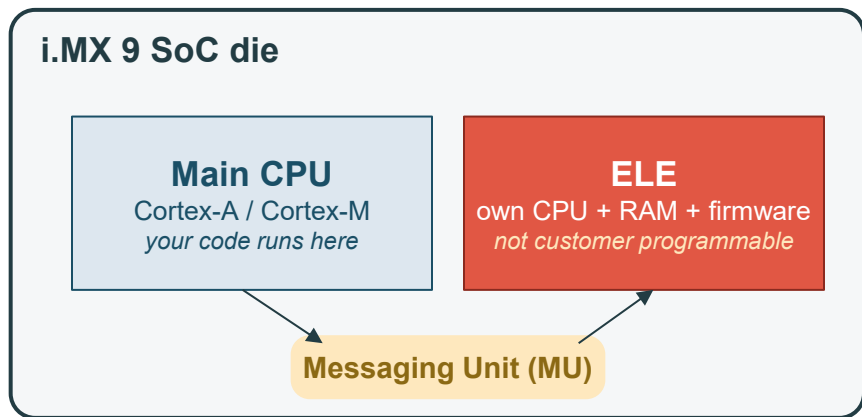 i.MX 9 SoC die
Main CPU
Cortex-A / Cortex-M
your code runs here
ELE
own CPU + RAM + firmware
not customer programmable
Messaging Unit (MU)